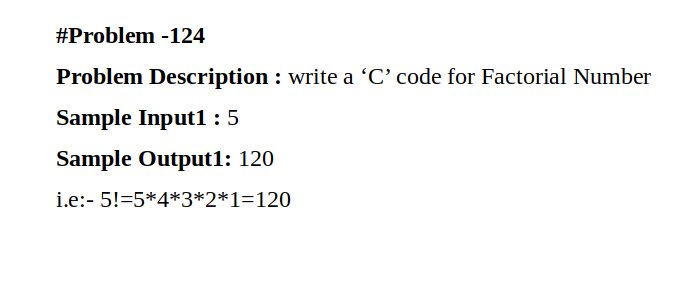 #Problem -124
Problem Description : write a ‘C’ code for Factorial Number
Sample Input1 : 5
Sample Output1: 120
i.e:- 5!=5*4*3*2*1=120